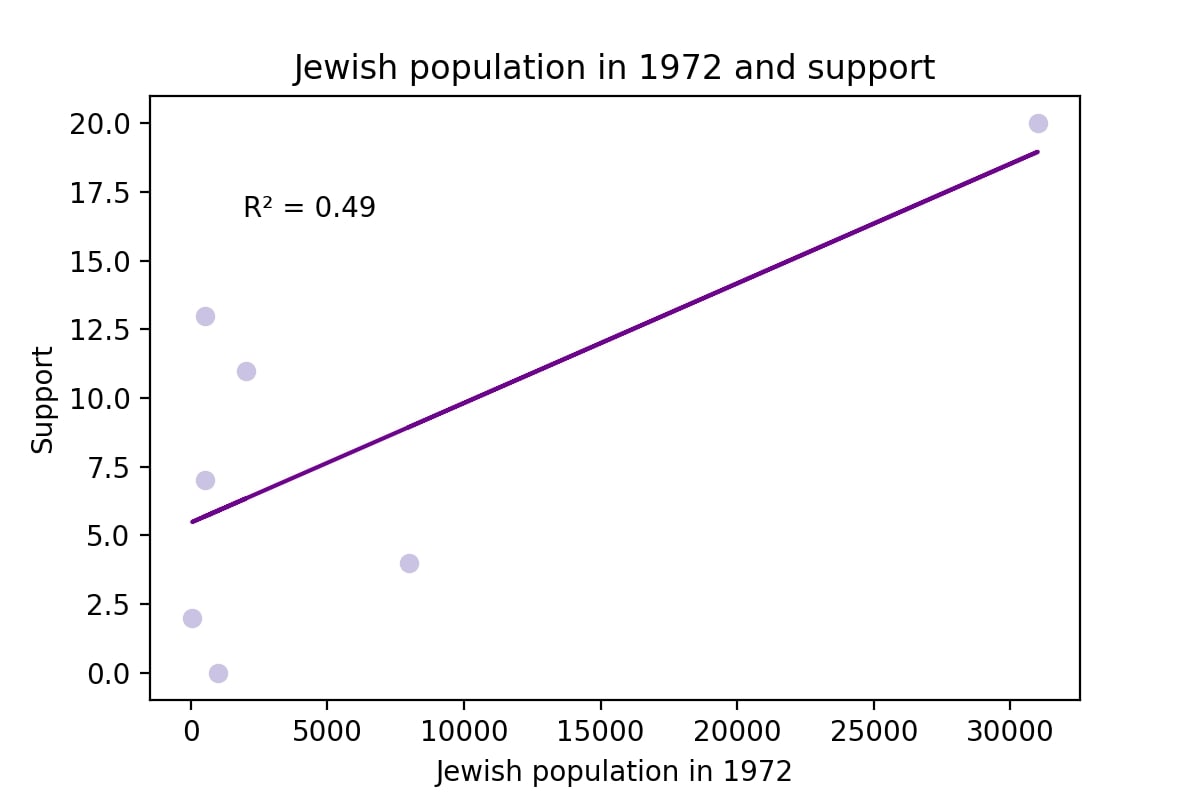 Jewish population in 1972 and support
20.0
17.5
R² = 0.49
15.0
12.5
10.0
7.5
5.0
2.5
0.0
Support
0 5000 10000 15000 20000 25000 30000
Jewish population in 1972